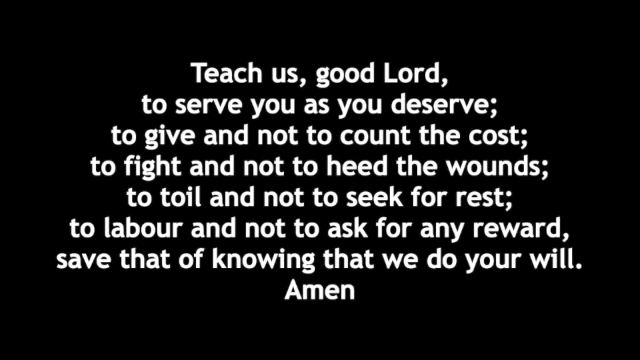 Teach us, good Lord,
to serve you as you deserve;
to give and not to count the cost;
to fight and not to heed the wounds;
to toil and not to seek for rest;
to labour and not to ask for any reward,
save that of knowing that we do your will.
Amen